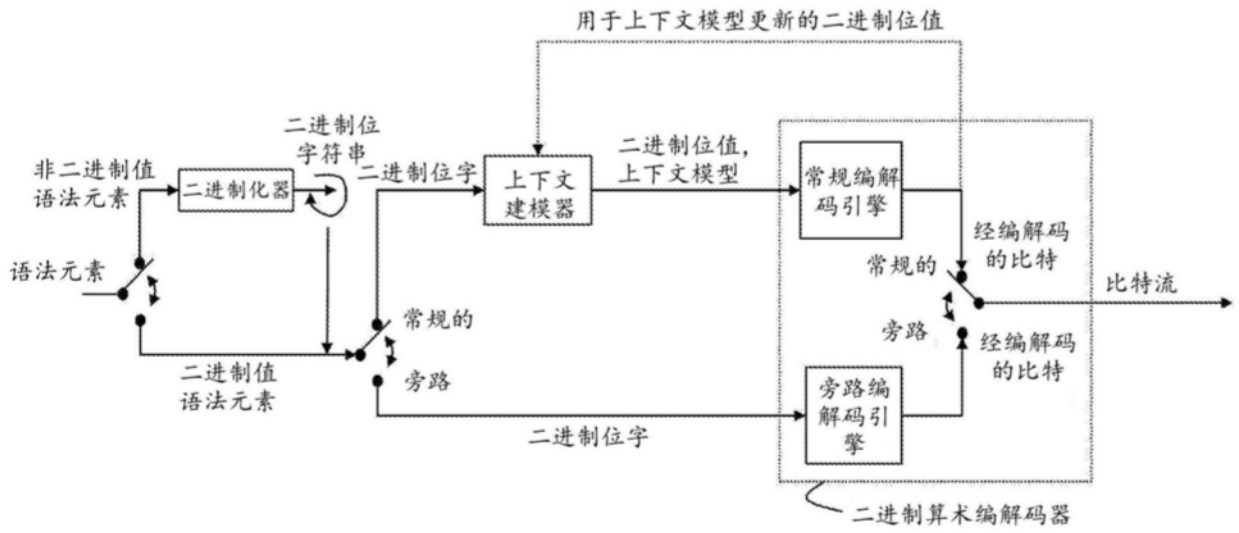 用于上下文模型更新的二进制位值
二进制位
字符串
非二进制值
语法元素
二进制化器
二进制位字
上下文
建模器
二进制位值，
上下文模型
常规编解
码引擎
语法元素
常规的
旁路
二进制值
语法元素
二进制位字
旁路编
解码引
擎
经编解码
的比特
常规的
旁路
经编解码
的比特
比特流
二进制算术编解码器